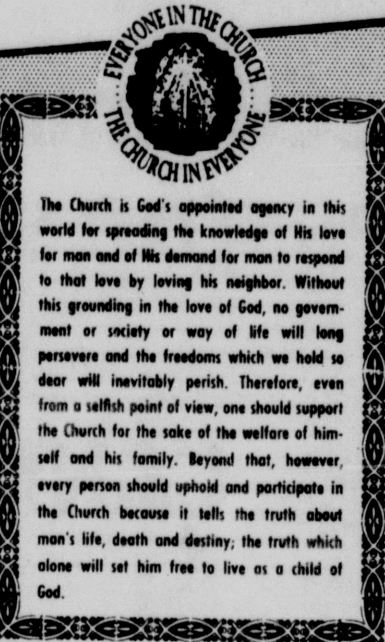 EVERYONE IN THE CHURCH
THE CHURCH IN EVERYONE
The Church is God's appointed agency in this
world for spreading the knowledge of His love
for man and of His demand for man to respond
to that love by loving his neighbor. Without
this grounding in the love of God, no govern-
ment or society or way of life will long
persevere and the freedoms which we hold so
dear will inevitably perish. Therefore, even
from a selfish point of view, one should support
the Church for the sake of the welfare of him-
self and his family. Beyond that, however,
every person should uphold and participate in
the Church because it tells the truth about
man's life, death and destiny; the truth which
alone will set him free to live as a child of
God.